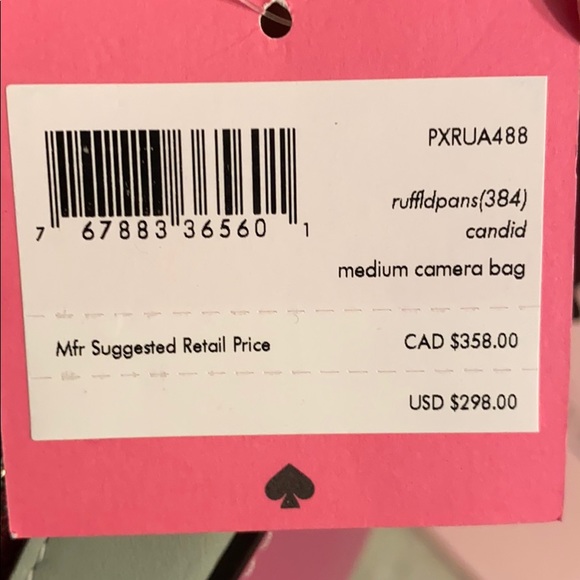 PXRUA488
7 67883 36560 1
ruffldpans(384)
candid
medium camera bag
Mfr Suggested Retail Price CAD $358.00
USD $298.00